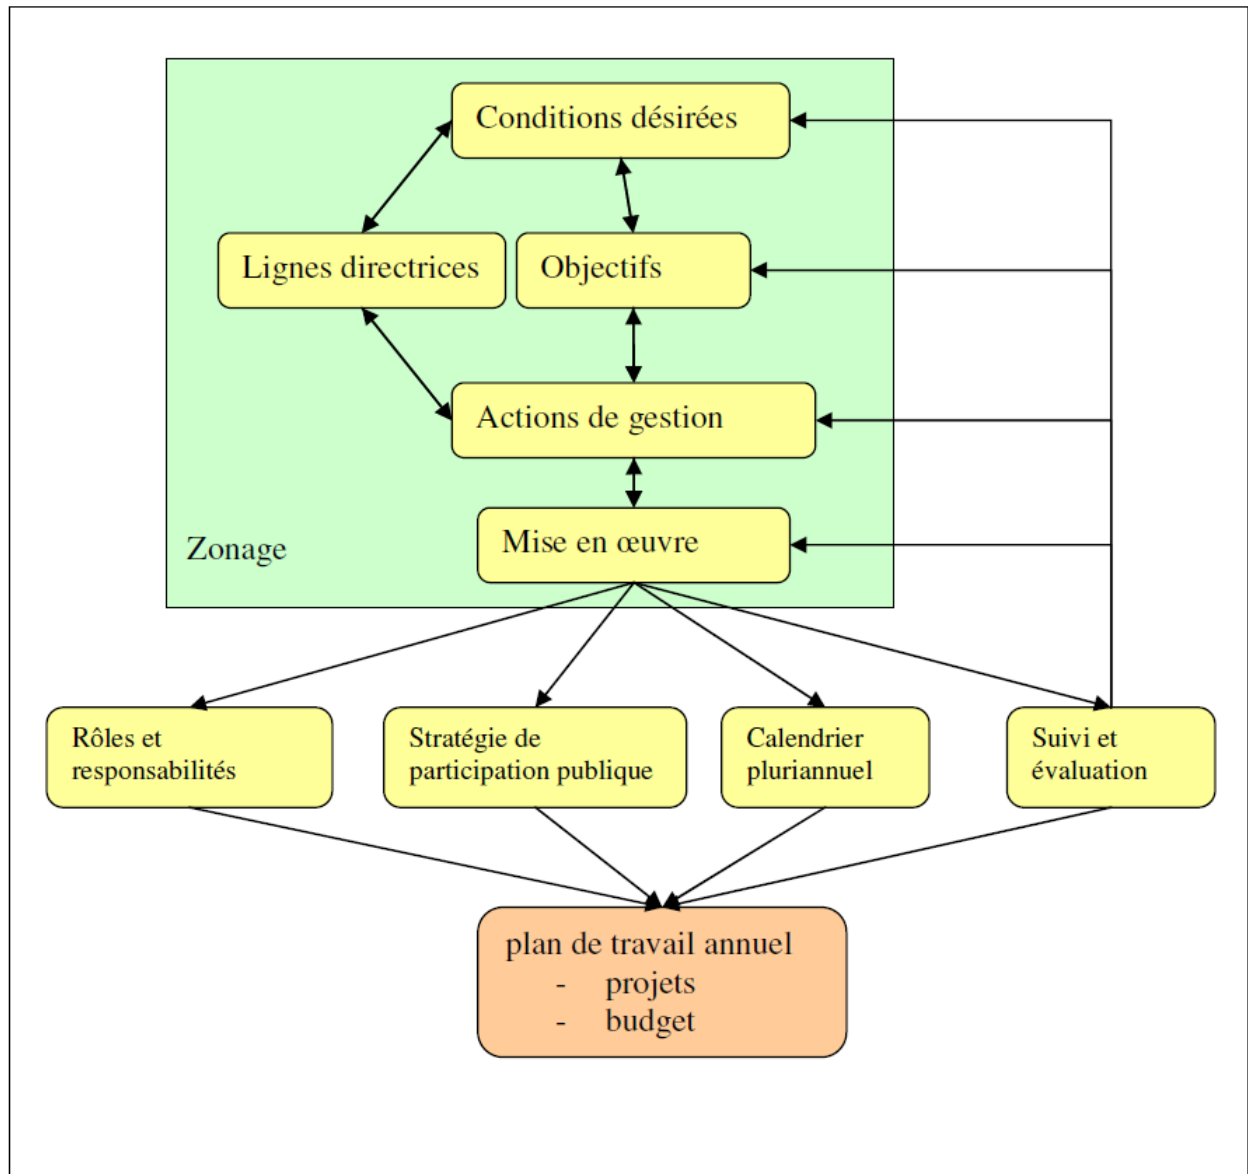 Conditions désirées
Lignes directrices
Objectifs
Actions de gestion
Zonage
Mise en œuvre
Rôles et
responsabilités
Stratégie de
participation publique
Calendrier
pluriannuel
Suivi et
évaluation
plan de travail annuel
- projets
- budget